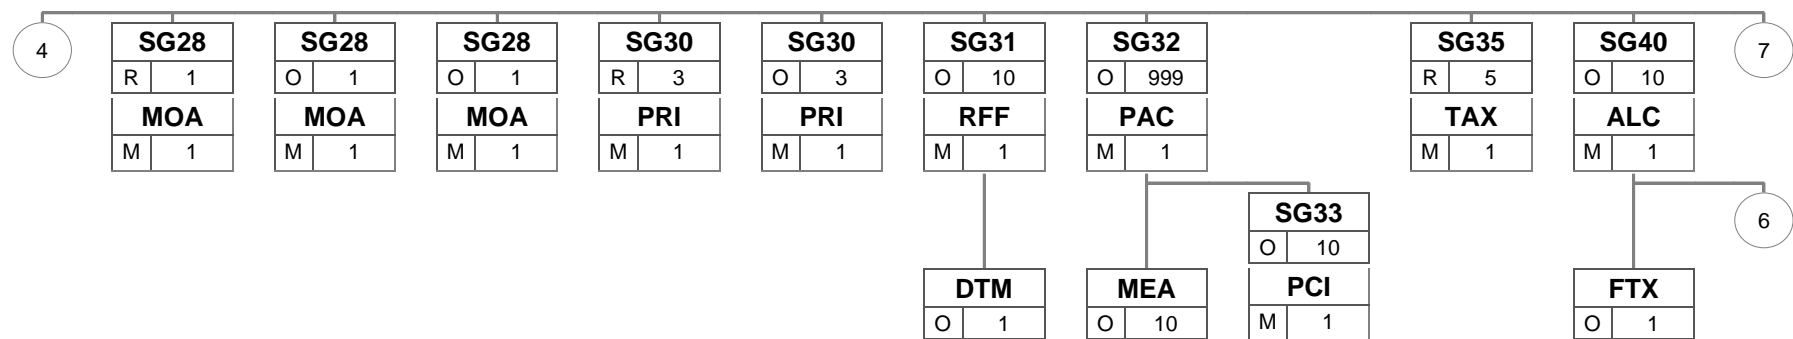 4 SG28 SG28 SG28 SG30 SG30 SG31 SG32 SG35 SG40 7
R 1 O 1 O 1 R 3 O 3 O 10 O 999 R 5 O 10
MOA MOA MOA PRI PRI RFF PAC TAX ALC
M 1 M 1 M 1 M 1 M 1 M 1 M 1 M 1 M 1
SG33 6
O 10
DTM MEA PCI FTX
O 1 O 10 M 1 O 1